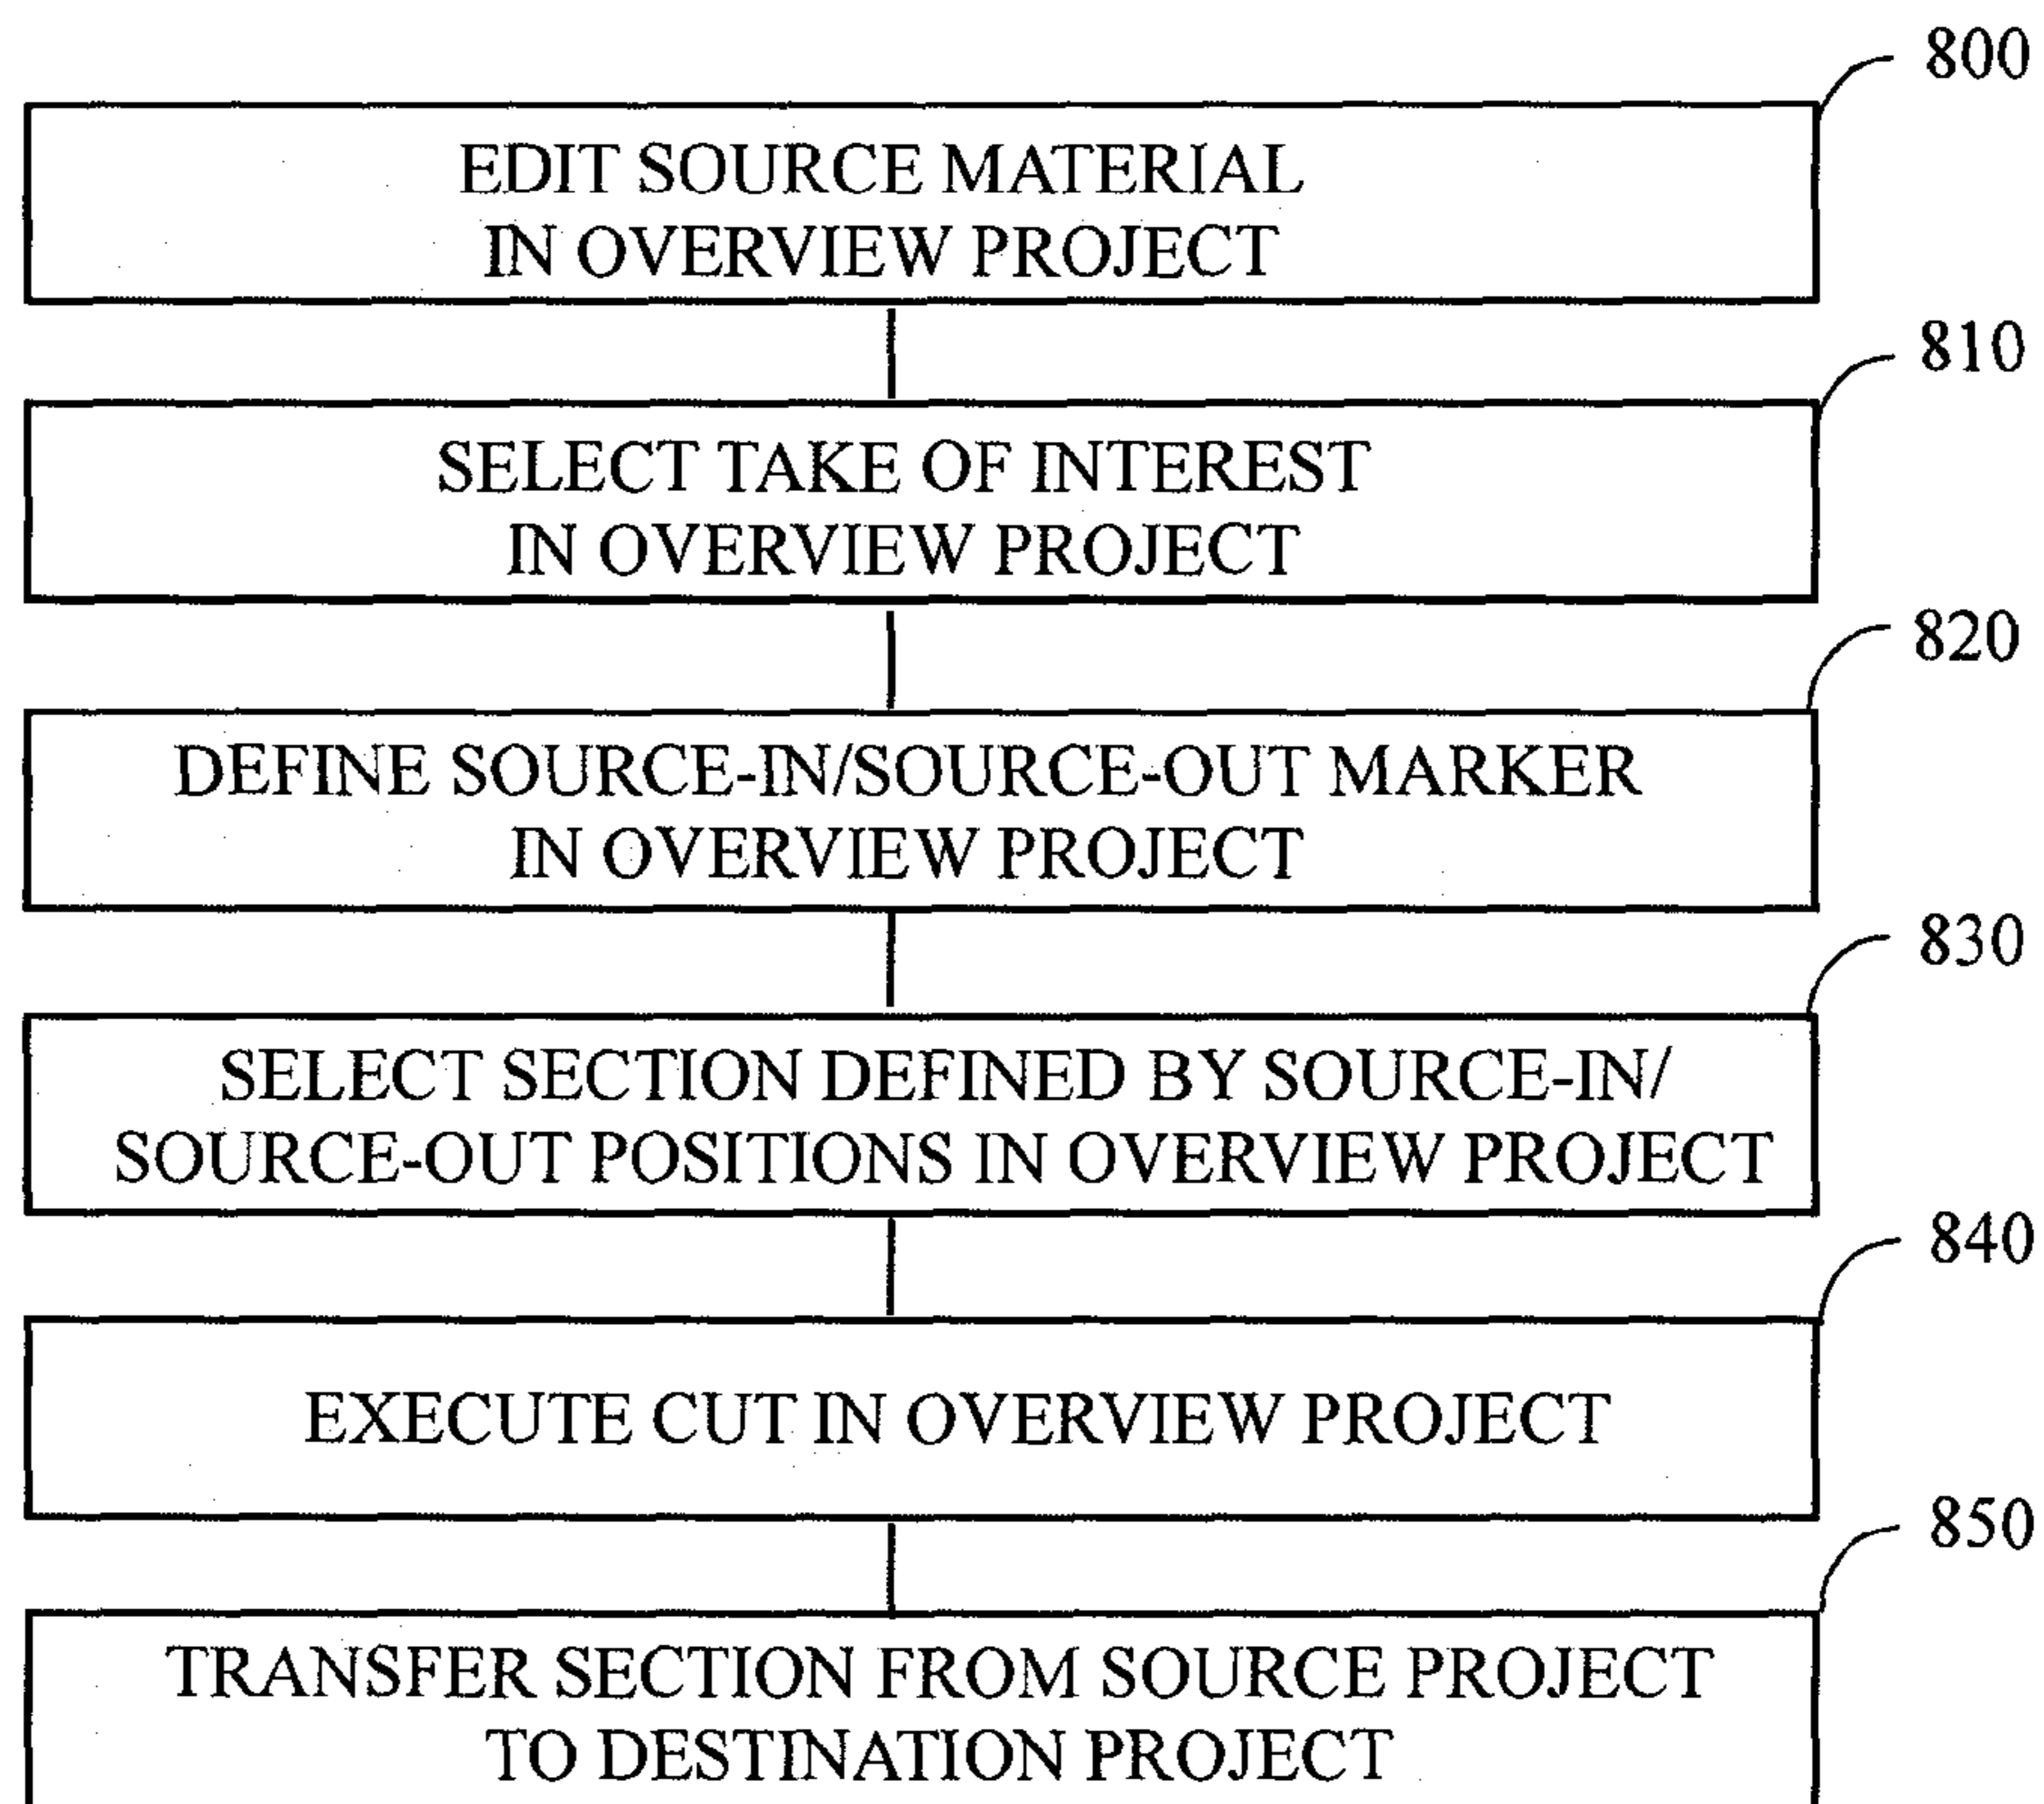 800
EDIT SOURCE MATERIAL
IN OVERVIEW PROJECT
810
SELECT TAKE OF INTEREST
IN OVERVIEW PROJECT
820
DEFINE SOURCE-IN/SOURCE-OUT MARKER
IN OVERVIEW PROJECT
830
SELECT SECTION DEFINED BY SOURCE-IN/
SOURCE-OUT POSITIONS IN OVERVIEW PROJECT
840
EXECUTE CUT IN OVERVIEW PROJECT
850
TRANSFER SECTION FROM SOURCE PROJECT
TO DESTINATION PROJECT